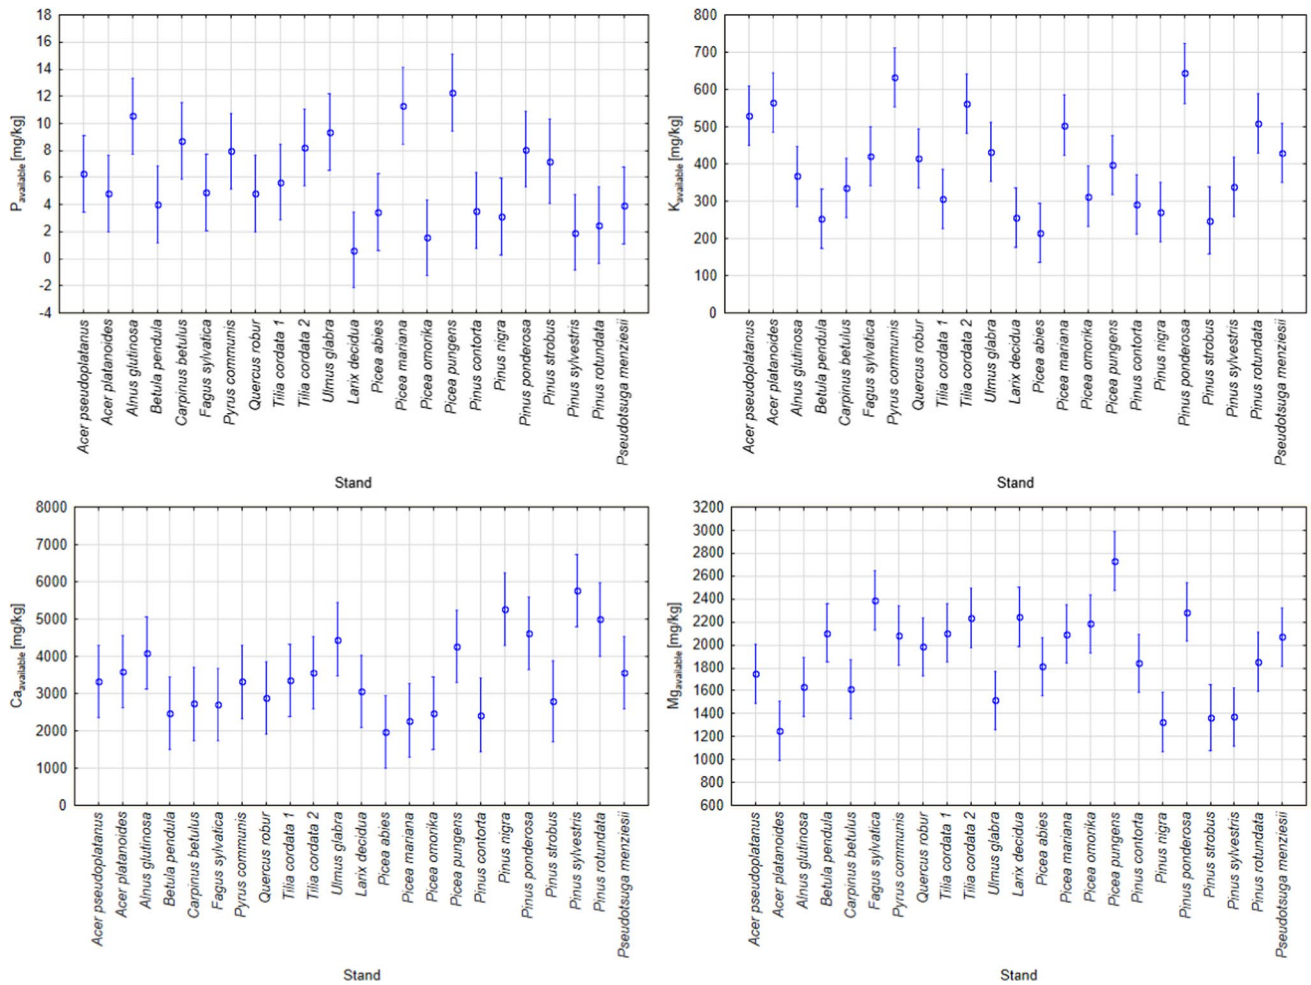 18
16
14
12
10
8
6
4
2
0
-2
-4
Pavailable [mg/kg]
Acer pseudoplatanus
Acer platanoides
Alnus glutinosa
Betula pendula
Carpinus betulus
Fagus sylvatica
Pyrus communis
Quercus robur
Tilia cordata 1
Tilia cordata 2
Ulmus glabra
Larix decidua
Picea abies
Picea mariana
Picea omorika
Picea pungens
Pinus contorta
Pinus nigra
Pinus ponderosa
Pinus strobus
Pinus sylvestris
Pinus rotundata
Pseudotsuga menziesii
Stand
800
700
600
500
400
300
200
100
0
Kavailable [mg/kg]
Acer pseudoplatanus
Acer platanoides
Alnus glutinosa
Betula pendula
Carpinus betulus
Fagus sylvatica
Pyrus communis
Quercus robur
Tilia cordata 1
Tilia cordata 2
Ulmus glabra
Larix decidua
Picea abies
Picea mariana
Picea omorika
Picea pungens
Pinus contorta
Pinus nigra
Pinus ponderosa
Pinus strobus
Pinus sylvestris
Pinus rotundata
Pseudotsuga menziesii
Stand
8000
7000
6000
5000
4000
3000
2000
1000
0
Caavailable [mg/kg]
Acer pseudoplatanus
Acer platanoides
Alnus glutinosa
Betula pendula
Carpinus betulus
Fagus sylvatica
Pyrus communis
Quercus robur
Tilia cordata 1
Tilia cordata 2
Ulmus glabra
Larix decidua
Picea abies
Picea mariana
Picea omorika
Picea pungens
Pinus contorta
Pinus nigra
Pinus ponderosa
Pinus strobus
Pinus sylvestris
Pinus rotundata
Pseudotsuga menziesii
Stand
3200
3000
2800
2600
2400
2200
2000
1800
1600
1400
1200
1000
800
600
Mgavailable [mg/kg]
Acer pseudoplatanus
Acer platanoides
Alnus glutinosa
Betula pendula
Carpinus betulus
Fagus sylvatica
Pyrus communis
Quercus robur
Tilia cordata 1
Tilia cordata 2
Ulmus glabra
Larix decidua
Picea abies
Picea mariana
Picea omorika
Picea pungens
Pinus contorta
Pinus nigra
Pinus ponderosa
Pinus strobus
Pinus sylvestris
Pinus rotundata
Pseudotsuga menziesii
Stand